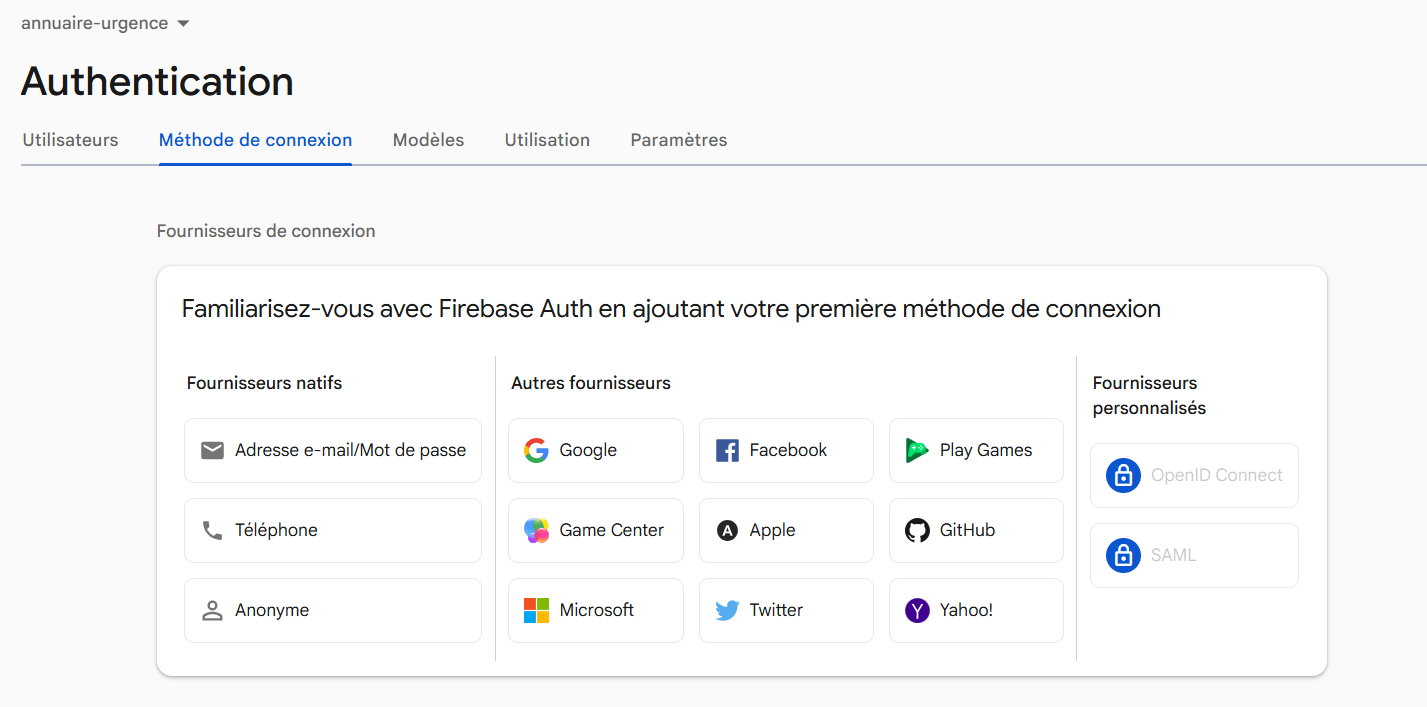 annuaire-urgence
Authentication
Utilisateurs
Méthode de connexion
Modèles
Utilisation
Paramètres
Fournisseurs de connexion
Familiarisez-vous avec Firebase Auth en ajoutant votre première méthode de connexion
Fournisseurs natifs
Adresse e-mail/Mot de passe
Téléphone
Anonyme
Autres fournisseurs
Google
Facebook
Play Games
Game Center
Apple
GitHub
Microsoft
Twitter
Yahoo!
Fournisseurs
personnalisés
OpenID Connect
SAML